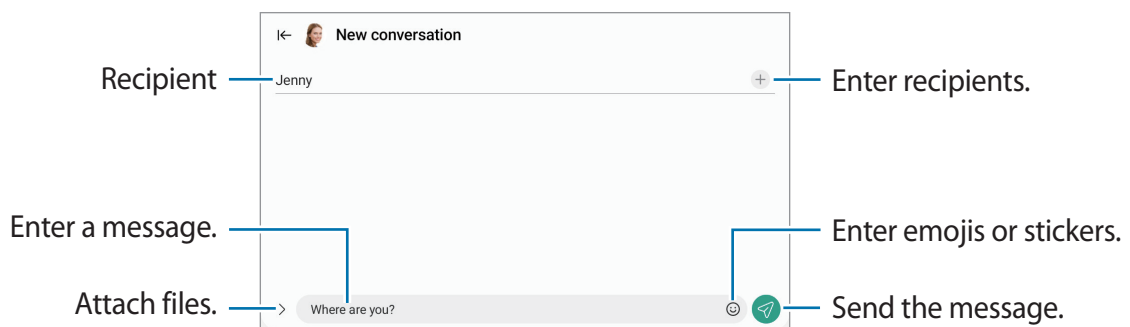 New conversation
Recipient
Jenny
Enter recipients.
Enter a message.
Enter emojis or stickers.
Attach files.
Where are you?
Send the message.